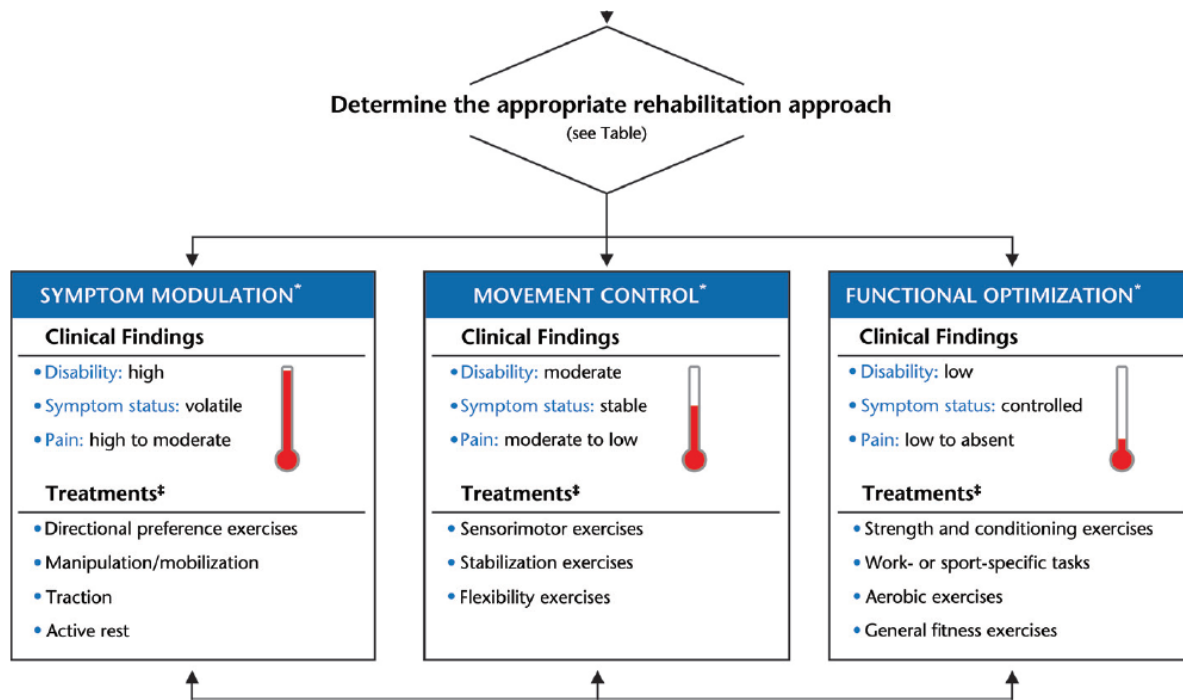 Determine the appropriate rehabilitation approach
(see Table)
SYMPTOM MODULATION*
Clinical Findings
• Disability: high
• Symptom status: volatile
• Pain: high to moderate
Treatments‡
• Directional preference exercises
• Manipulation/mobilization
• Traction
• Active rest
MOVEMENT CONTROL*
Clinical Findings
• Disability: moderate
• Symptom status: stable
• Pain: moderate to low
Treatments‡
• Sensorimotor exercises
• Stabilization exercises
• Flexibility exercises
FUNCTIONAL OPTIMIZATION*
Clinical Findings
• Disability: low
• Symptom status: controlled
• Pain: low to absent
Treatments‡
• Strength and conditioning exercises
• Work- or sport-specific tasks
• Aerobic exercises
• General fitness exercises